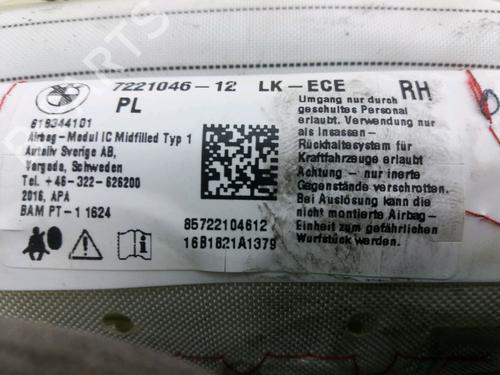 7221046-12 LK-ECE RH
PL
618344101
Airbag-Modul IC Midfilled Typ 1
Autoliv Sverige AB,
Vargada, Schweden
Tel. +46-322-626200
2016, APA
BAM PT-1 1624
85722104612
16B1821A1379
Umgang nur durch
geschultes Personal
erlaubt. Verwendung nur
als Insassen-
Rückhaltesystem für
Kraftfahrzeuge erlaubt
Achtung - nur inerte
Gegenstände verschrotten.
Bei Auslösung kann die
nicht montierte Airbag-
Einheit zum gefährlichen
Wurfstück werden.